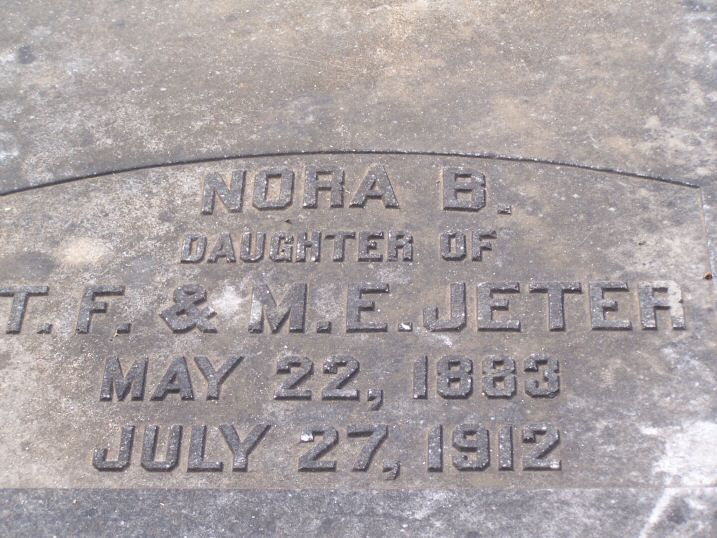 NORA B.
DAUGHTER OF
T. F. & M. E. JETER
MAY 22, 1883
JULY 27, 1912